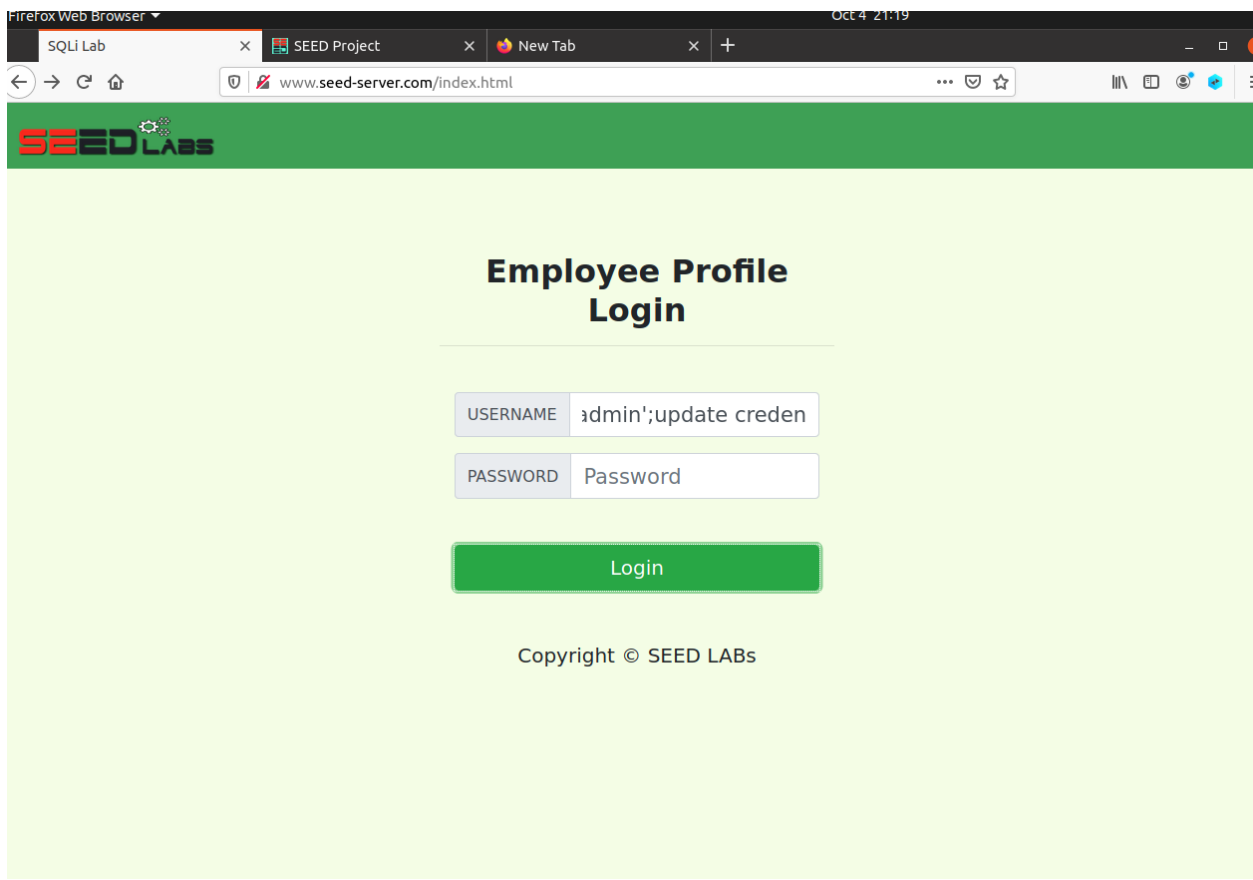 Firefox Web Browser
Oct 4 21:19
SQLi Lab
SEED Project
New Tab
www.seed-server.com/index.html
SEED LABS
Employee Profile
Login
USERNAME admin';update creden
PASSWORD Password
Login
Copyright © SEED LABs